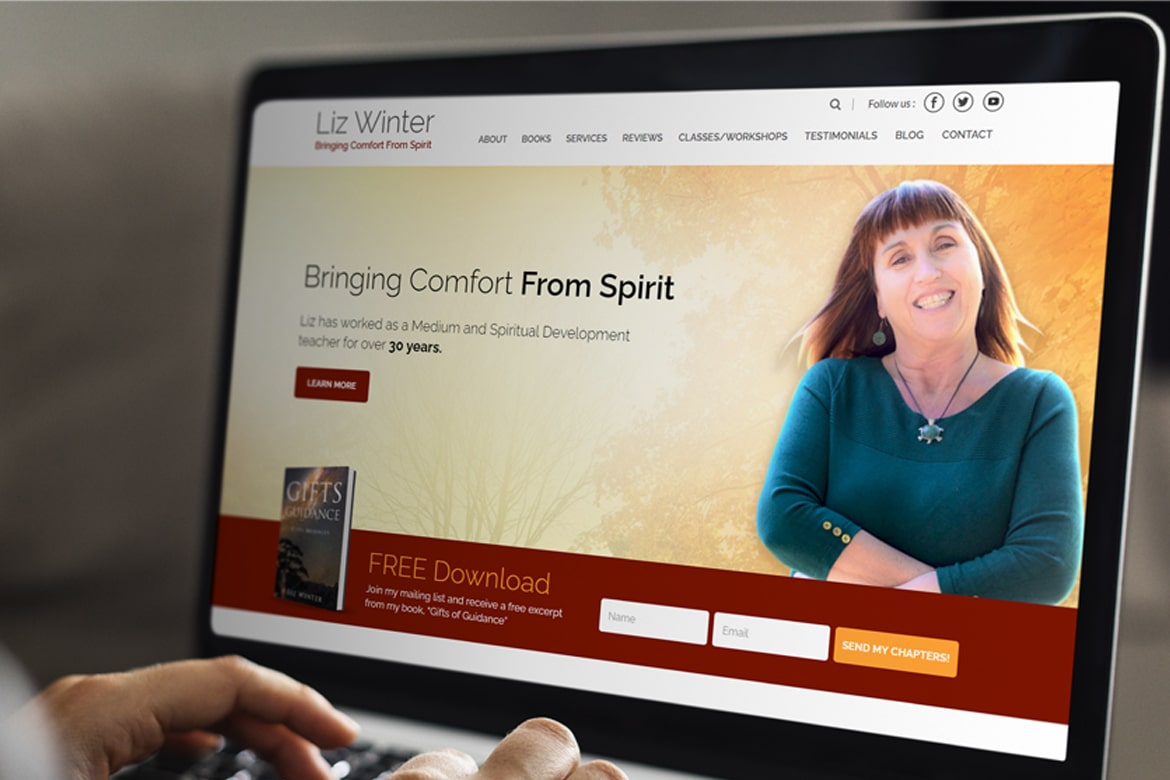 Liz Winter
Bringing Comfort From Spirit
Follow us :
ABOUT BOOKS SERVICES REVIEWS CLASSES/WORKSHOPS TESTIMONIALS BLOG CONTACT
Bringing Comfort From Spirit
Liz has worked as a Medium and Spiritual Development
teacher for over 30 years.
LEARN MORE
GIFTS
GUIDANCE
LIZ WINTER
FREE Download
Join my mailing list and receive a free excerpt
from my book, "Gifts of Guidance"
Name
Email
SEND MY CHAPTERS!